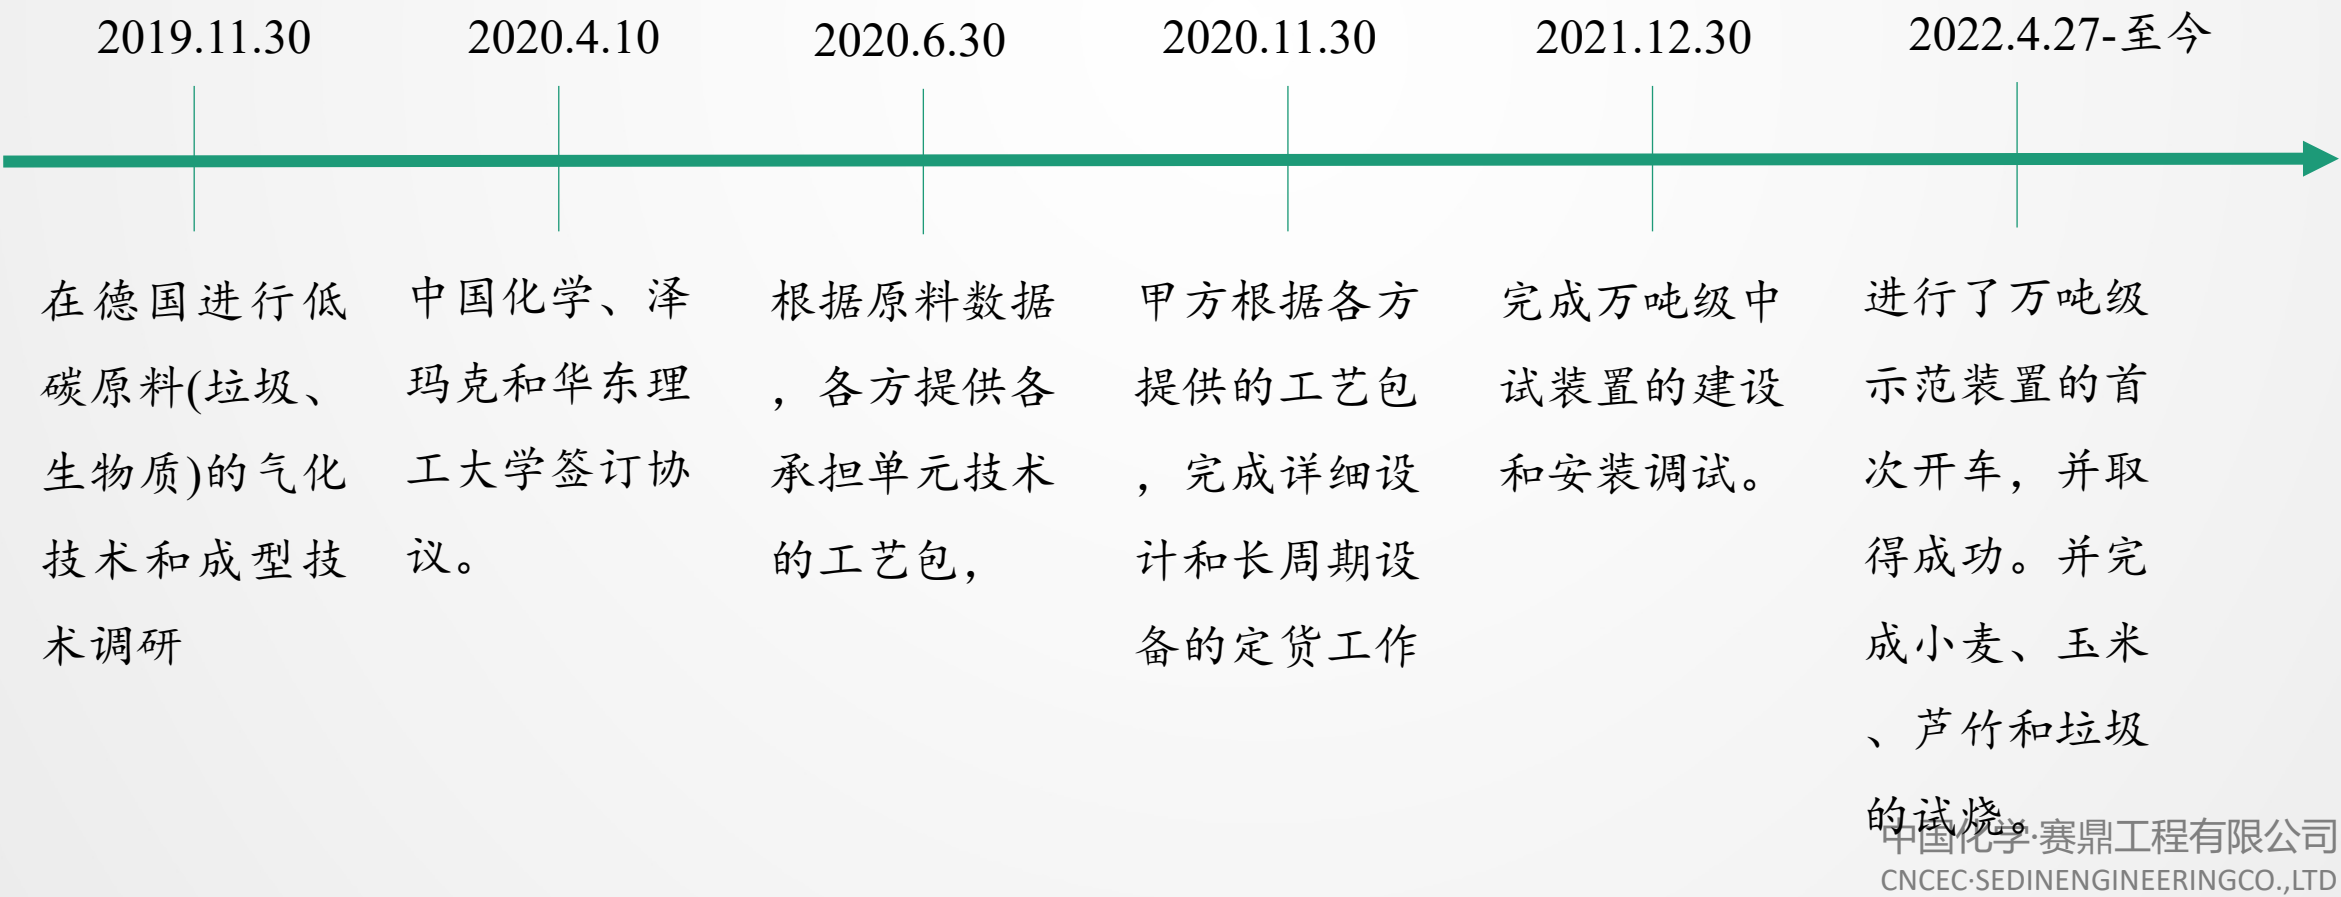 2019.11.30
2020.4.10
2020.6.30
2020.11.30
2021.12.30
2022.4.27-至今
在德国进行低
碳原料(垃圾、
生物质)的气化
技术和成型技
术调研
中国化学、泽
玛克和华东理
工大学签订协
议。
根据原料数据
，各方提供各
承担单元技术
的工艺包，
甲方根据各方
提供的工艺包
，完成详细设
计和长周期设
备的定货工作
完成万吨级中
试装置的建设
和安装调试。
进行了万吨级
示范装置的首
次开车，并取
得成功。并完
成小麦、玉米
、芦竹和垃圾
的试烧。
中国化学·赛鼎工程有限公司
CNCEC·SEDINENGINEERINGCO.,LTD